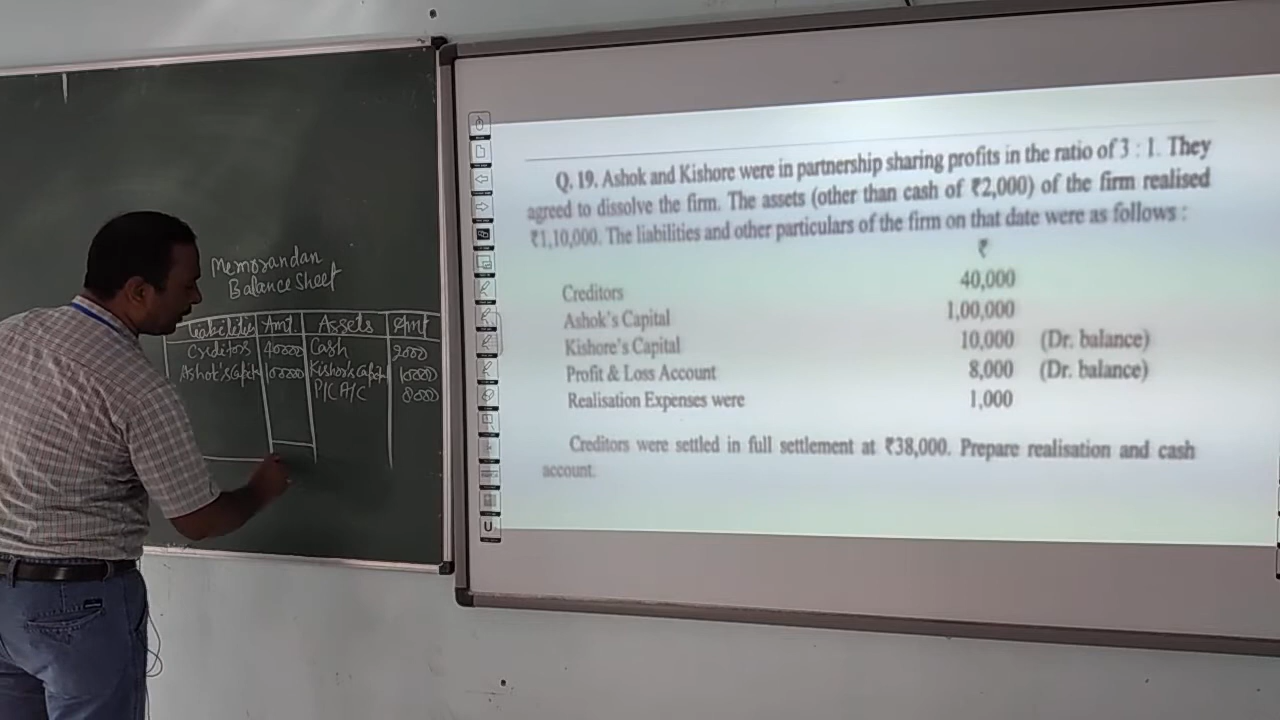 Memorandan
Balance Sheet
Liabilities Amt. Assets Amt
Creditors 40000 Cash 2000
Ashok's Capital 100000 Kishor's Capital 10000
P/L A/C 8000
Q. 19. Ashok and Kishore were in partnership sharing profits in the ratio of 3 : 1. They
agreed to dissolve the firm. The assets (other than cash of ₹2,000) of the firm realised
₹1,10,000. The liabilities and other particulars of the firm on that date were as follows :
₹
Creditors 40,000
Ashok's Capital 1,00,000
Kishore's Capital 10,000 (Dr. balance)
Profit & Loss Account 8,000 (Dr. balance)
Realisation Expenses were 1,000
Creditors were settled in full settlement at ₹38,000. Prepare realisation and cash
account.
U